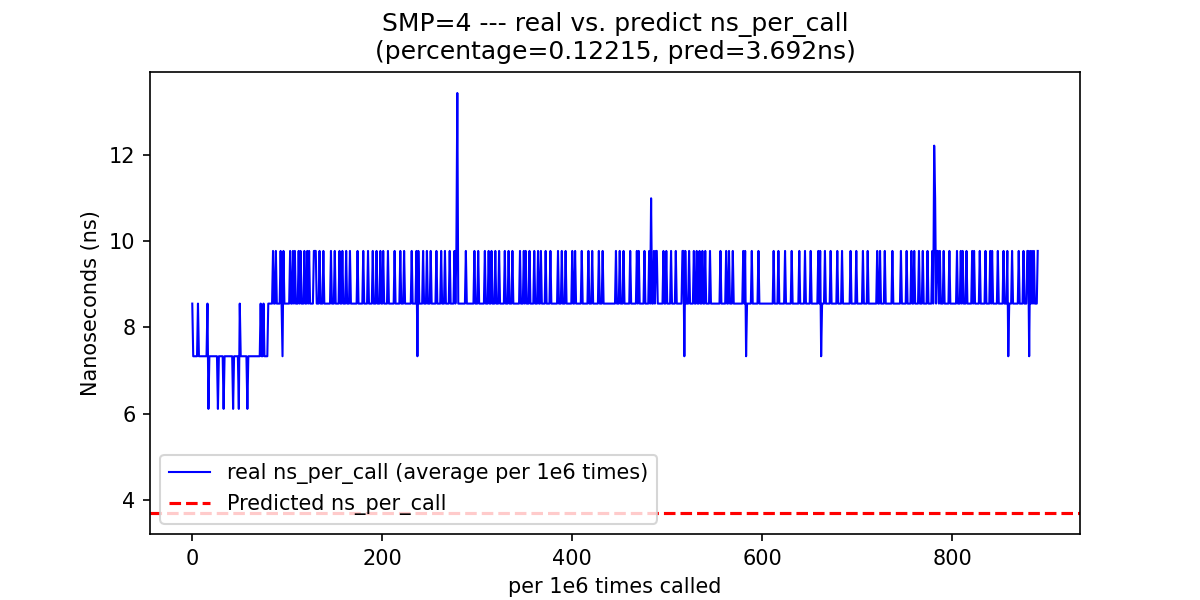 SMP=4 --- real vs. predict ns_per_call
(percentage=0.12215, pred=3.692ns)
Nanoseconds (ns)
12
10
8
6
4
real ns_per_call (average per 1e6 times)
Predicted ns_per_call
0
200
400
600
800
per 1e6 times called